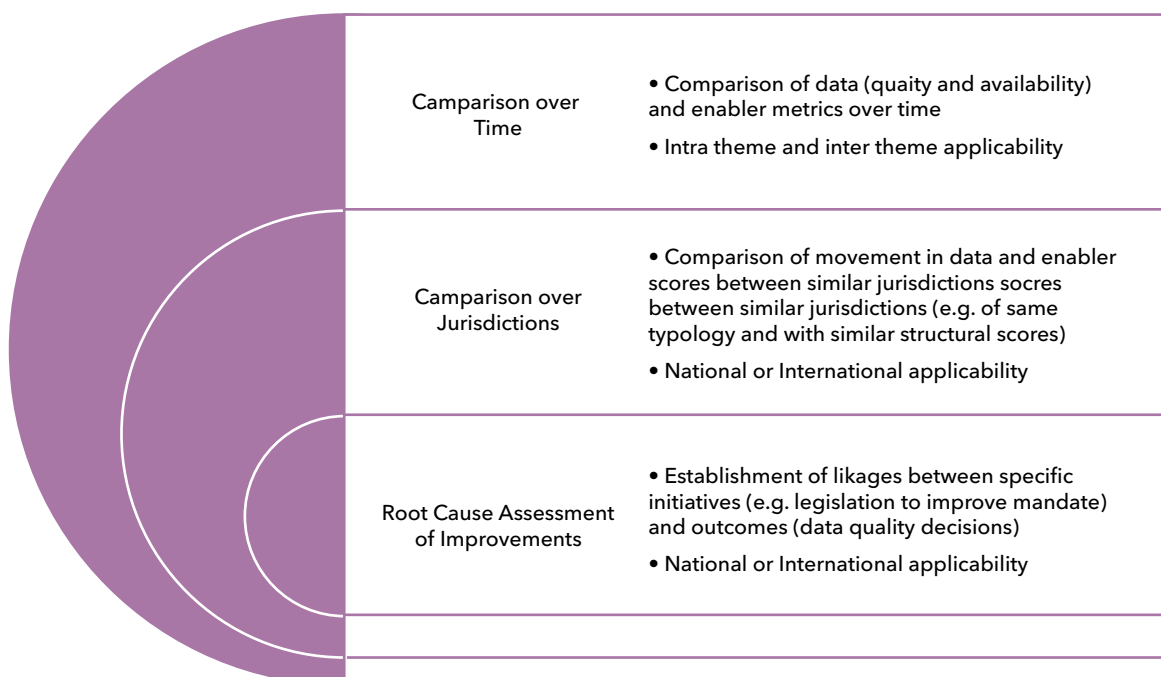 Camparison over
Time
• Comparison of data (quaity and availability)
and enabler metrics over time
• Intra theme and inter theme applicability
Camparison over
Jurisdictions
• Comparison of movement in data and enabler
scores between similar jurisdictions socres
between similar jurisdictions (e.g. of same
typology and with similar structural scores)
• National or International applicability
Root Cause Assessment
of Improvements
• Establishment of likages between specific
initiatives (e.g. legislation to improve mandate)
and outcomes (data quality decisions)
• National or International applicability